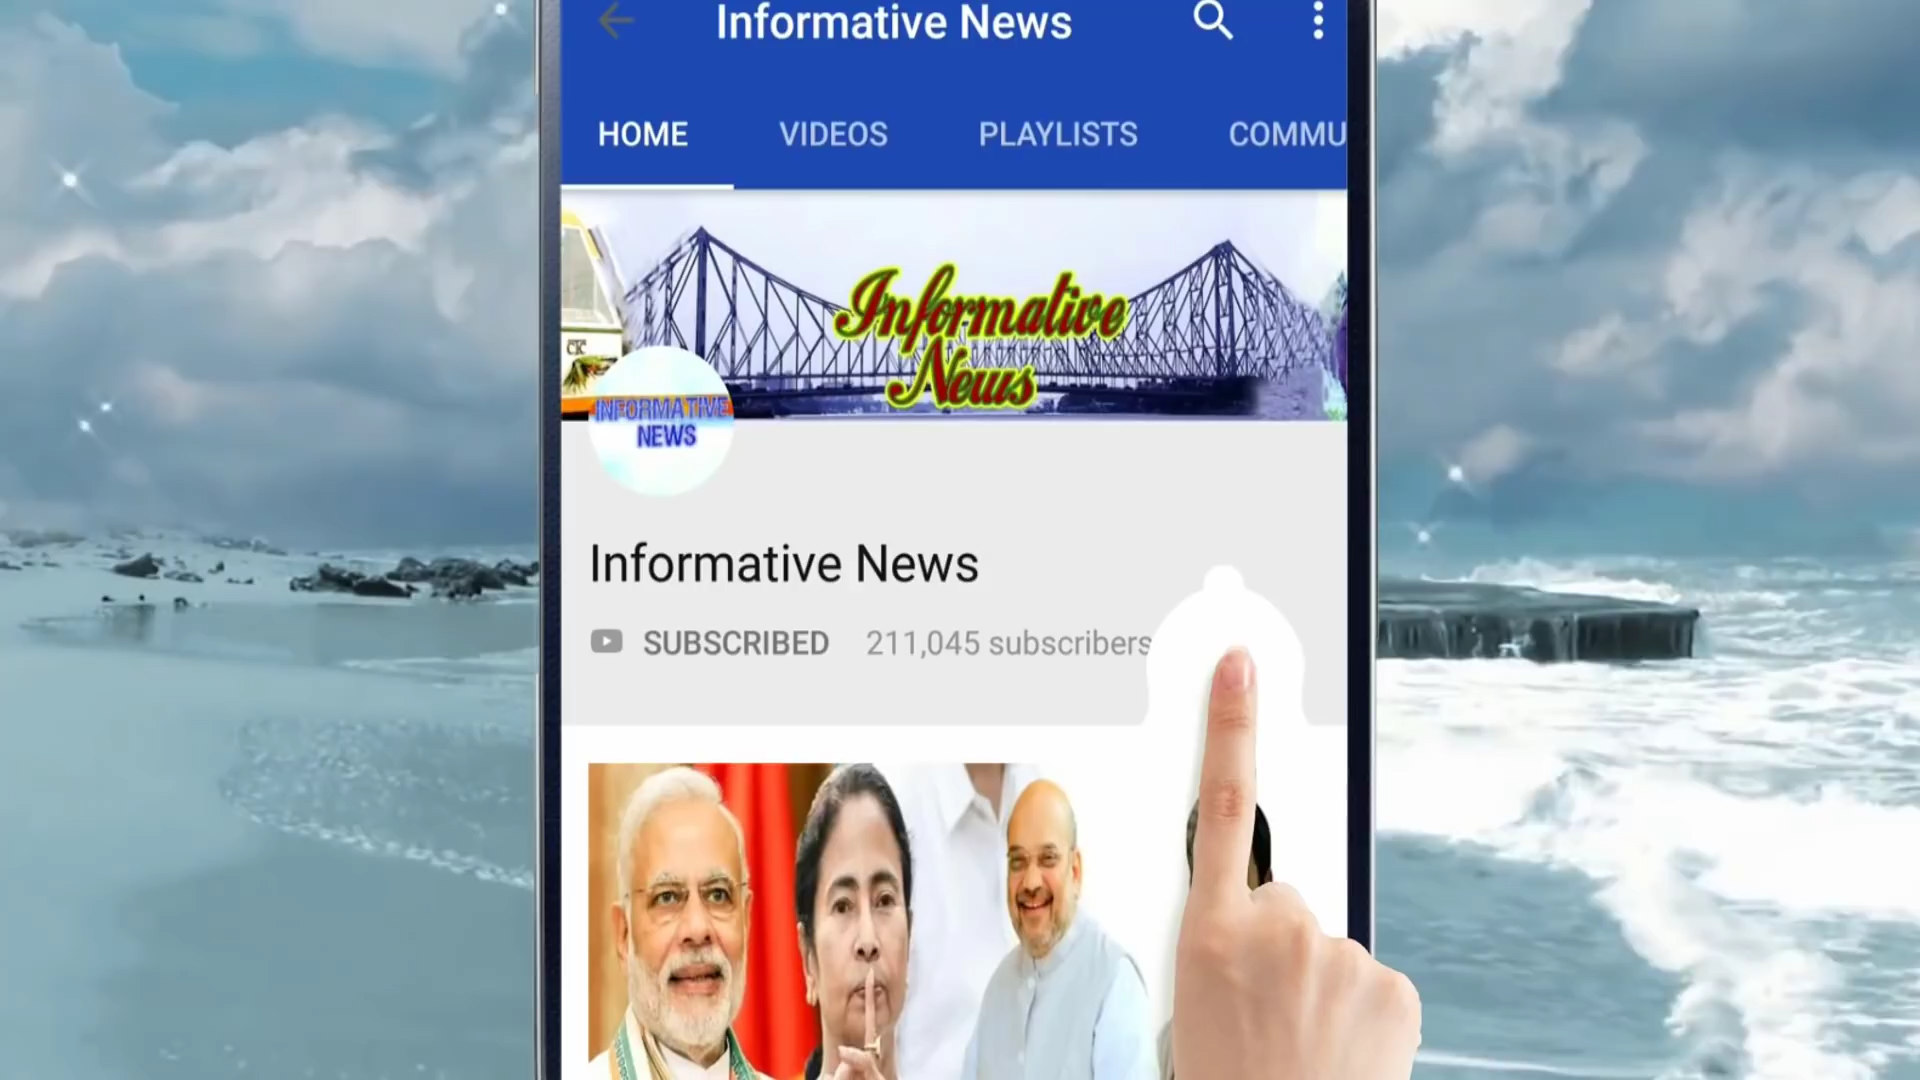 Informative News
HOME VIDEOS PLAYLISTS COMMU
Informative
News
INFORMATIVE
NEWS
Informative News
SUBSCRIBED 211,045 subscribers